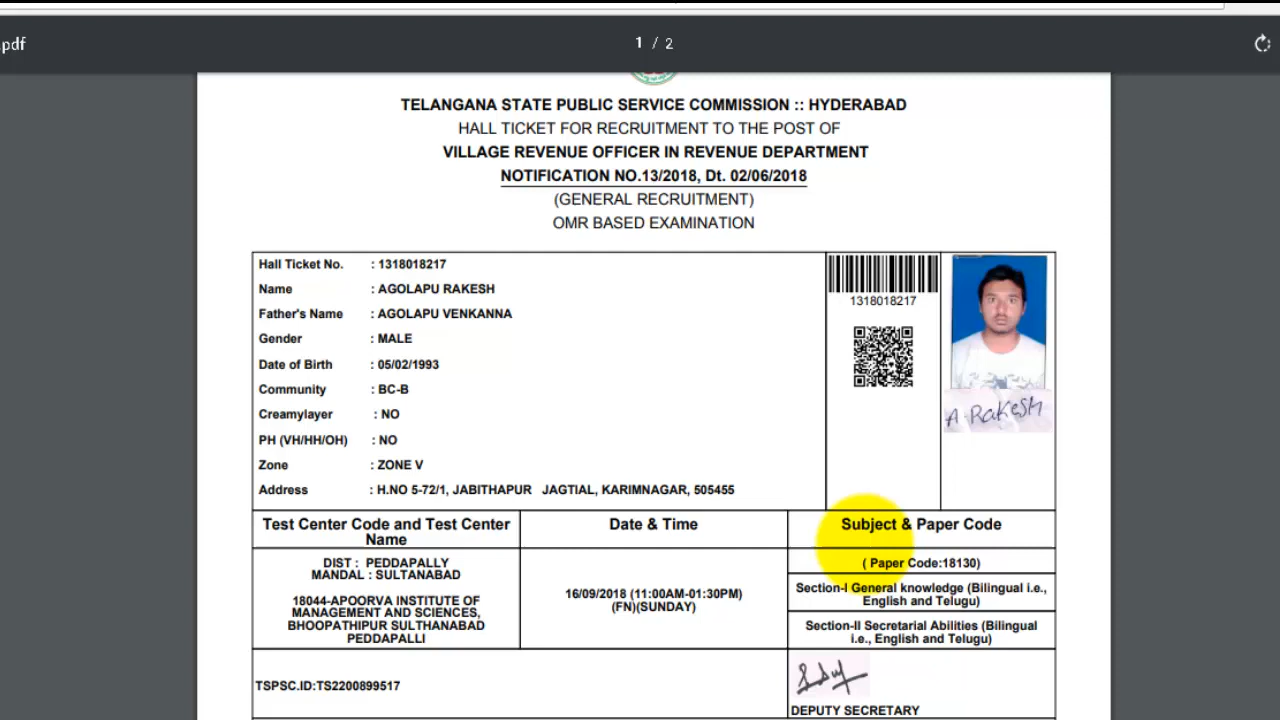 .pdf
1 / 2
TELANGANA STATE PUBLIC SERVICE COMMISSION :: HYDERABAD
HALL TICKET FOR RECRUITMENT TO THE POST OF
VILLAGE REVENUE OFFICER IN REVENUE DEPARTMENT
NOTIFICATION NO.13/2018, Dt. 02/06/2018
(GENERAL RECRUITMENT)
OMR BASED EXAMINATION
Hall Ticket No. : 1318018217
Name : AGOLAPU RAKESH
Father's Name : AGOLAPU VENKANNA
Gender : MALE
Date of Birth : 05/02/1993
Community : BC-B
Creamylayer : NO
PH (VH/HH/OH) : NO
Zone : ZONE V
Address : H.NO 5-72/1, JABITHAPUR JAGTIAL, KARIMNAGAR, 505455
1318018217
A. RakeSh
Test Center Code and Test Center
Name
Date & Time
Subject & Paper Code
DIST : PEDDAPALLY
MANDAL : SULTANABAD
18044-APOORVA INSTITUTE OF
MANAGEMENT AND SCIENCES,
BHOOPATHIPUR SULTHANABAD
PEDDAPALLI
16/09/2018 (11:00AM-01:30PM)
(FN)(SUNDAY)
( Paper Code:18130)
Section-I General knowledge (Bilingual i.e.,
English and Telugu)
Section-II Secretarial Abilities (Bilingual
i.e., English and Telugu)
TSPSC.ID:TS2200899517
DEPUTY SECRETARY